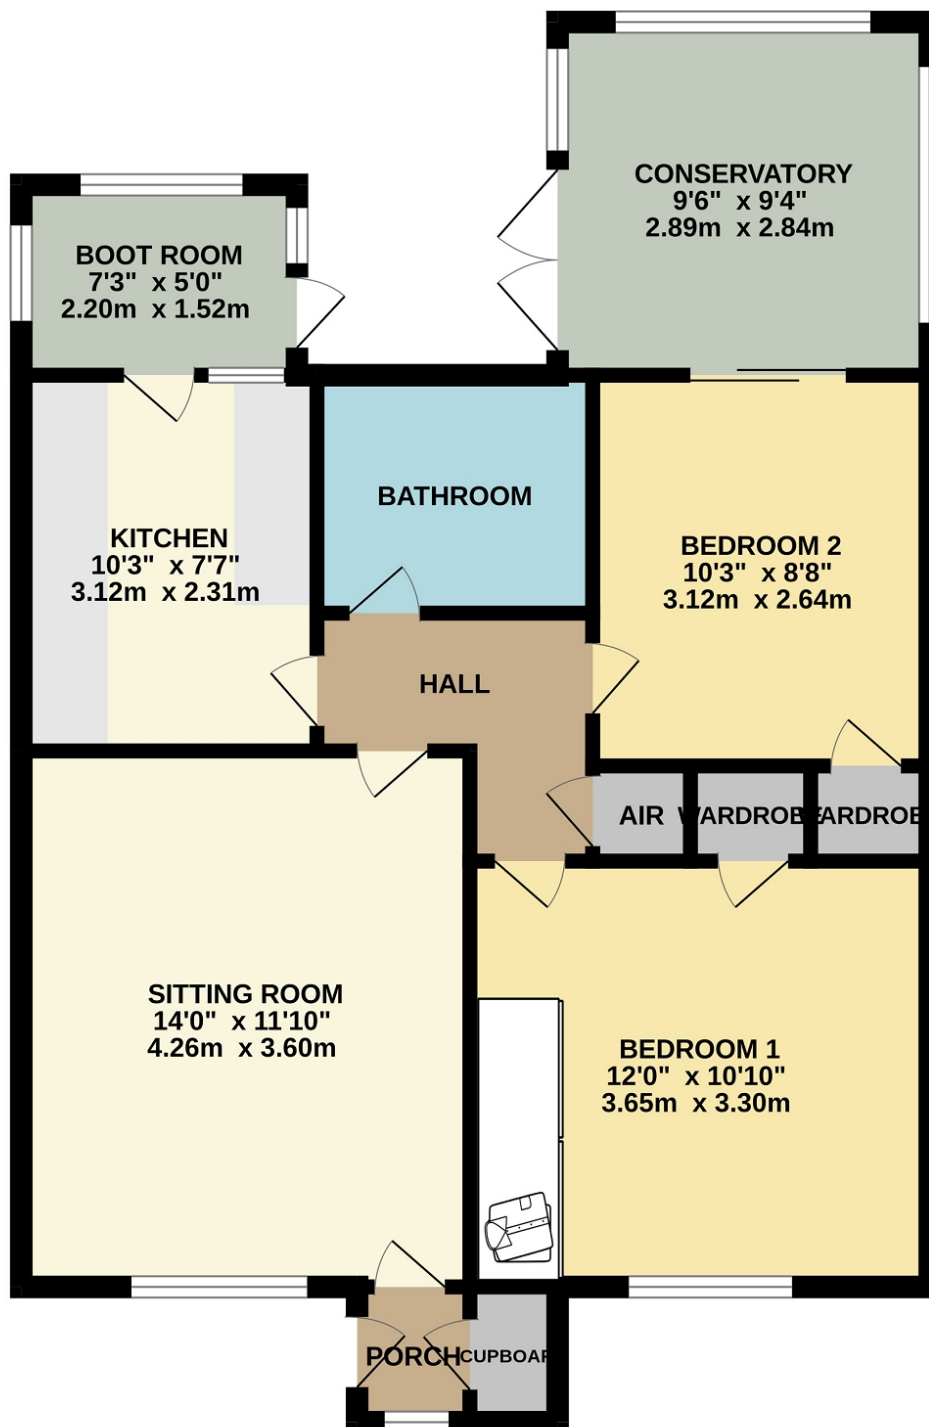 CONSERVATORY
9'6" x 9'4"
2.89m x 2.84m
BOOT ROOM
7'3" x 5'0"
2.20m x 1.52m
BATHROOM
KITCHEN
10'3" x 7'7"
3.12m x 2.31m
BEDROOM 2
10'3" x 8'8"
3.12m x 2.64m
HALL
AIR
WARDROBE
WARDROBE
SITTING ROOM
14'0" x 11'10"
4.26m x 3.60m
BEDROOM 1
12'0" x 10'10"
3.65m x 3.30m
PORCH
CUPBOAR